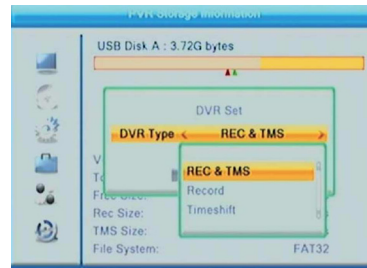 PVR Storage Information
USB Disk A : 3.72G bytes
DVR Set
DVR Type
REC & TMS
REC & TMS
Record
Timeshift
Free Size:
Rec Size:
TMS Size:
File System:
FAT32